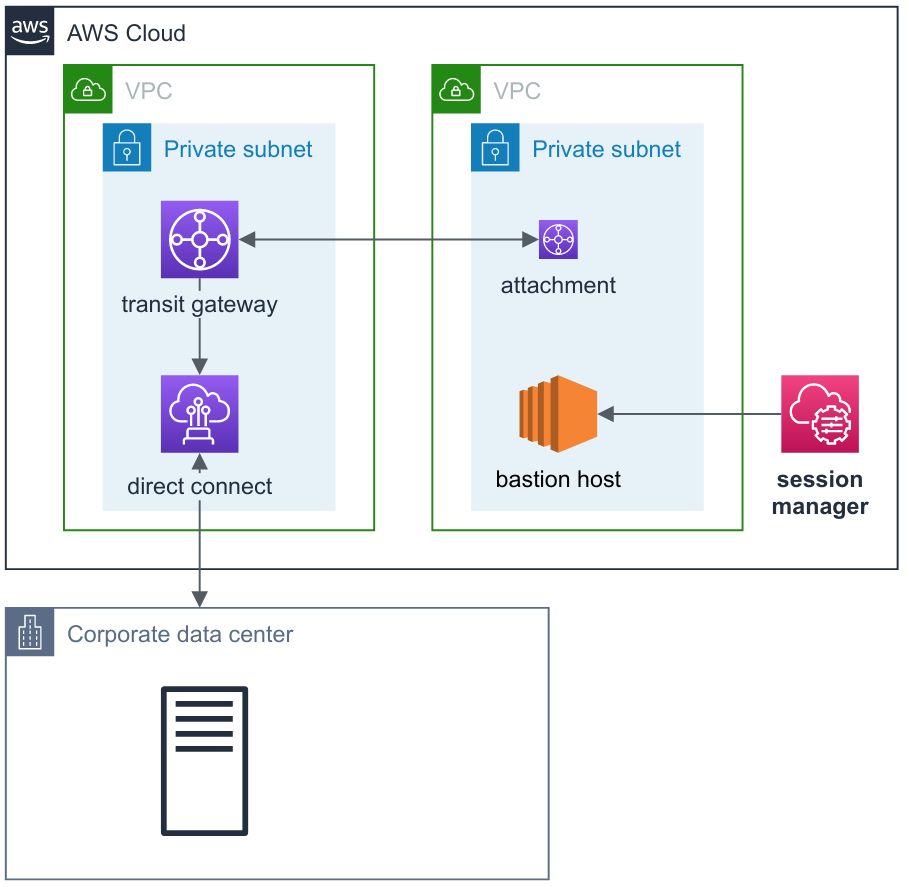 aws
AWS Cloud
VPC
VPC
Private subnet
Private subnet
transit gateway
attachment
direct connect
bastion host
session
manager
Corporate data center